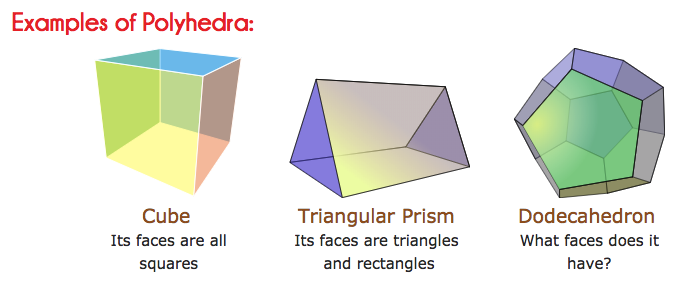 Examples of Polyhedra:
Cube
Its faces are all
squares
Triangular Prism
Its faces are triangles
and rectangles
Dodecahedron
What faces does it
have?